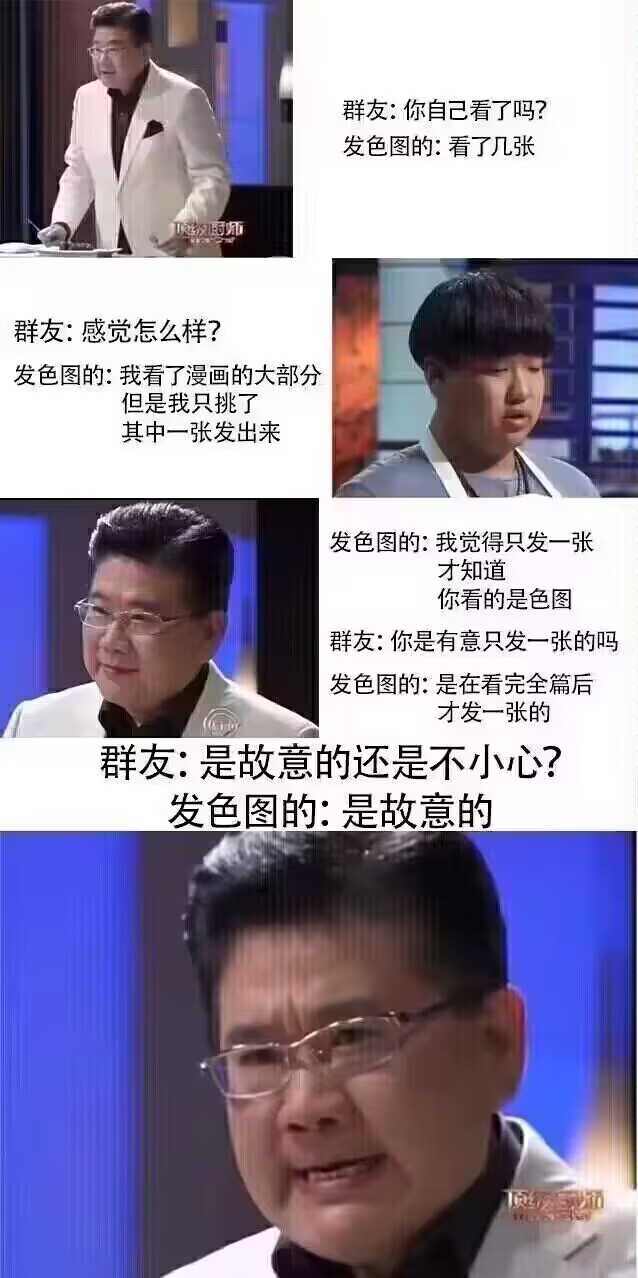 群友：你自己看了吗？
发色图的：看了几张
顶级厨师
群友：感觉怎么样？
发色图的：我看了漫画的大部分
但是我只挑了
其中一张发出来
发色图的：我觉得只发一张
才知道
你看的是色图
群友：你是有意只发一张的吗
发色图的：是在看完全篇后
才发一张的
群友：是故意的还是不小心？
发色图的：是故意的
顶级厨师